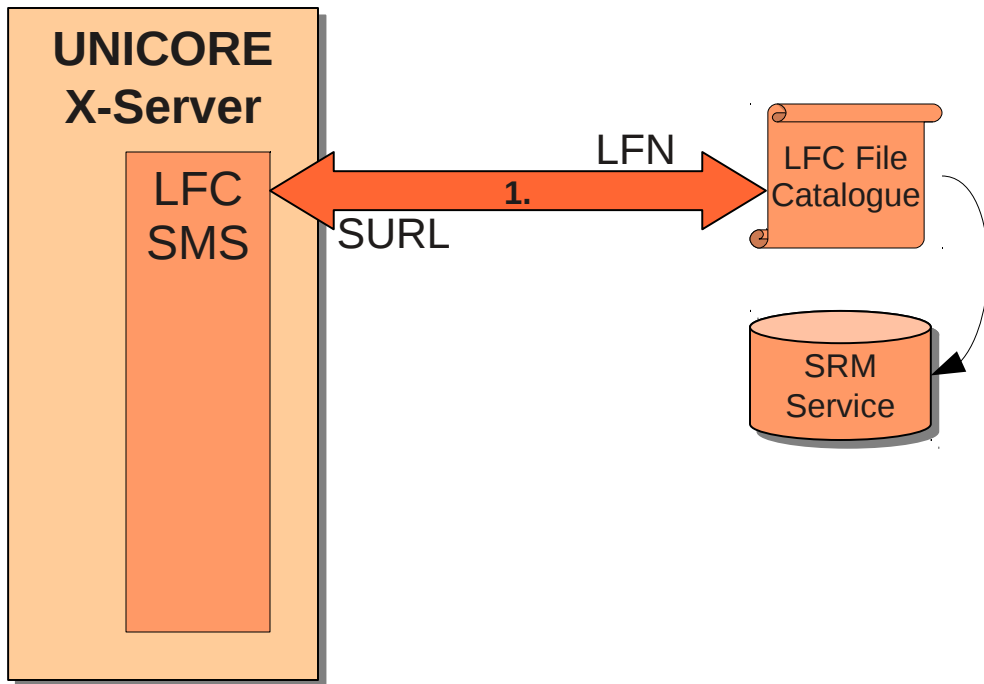 UNICORE
X-Server
LFC
SMS
LFN
1.
SURL
LFC File
Catalogue
SRM
Service